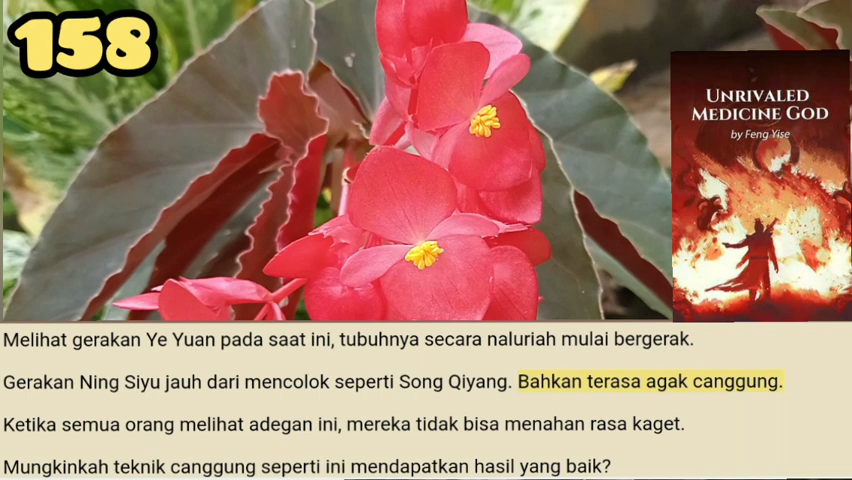 158
UNRIVALED
MEDICINE GOD
by Feng Yise
Melihat gerakan Ye Yuan pada saat ini, tubuhnya secara naluriah mulai bergerak.
Gerakan Ning Siyu jauh dari mencolok seperti Song Qiyang. Bahkan terasa agak canggung.
Ketika semua orang melihat adegan ini, mereka tidak bisa menahan rasa kaget.
Mungkinkah teknik canggung seperti ini mendapatkan hasil yang baik?